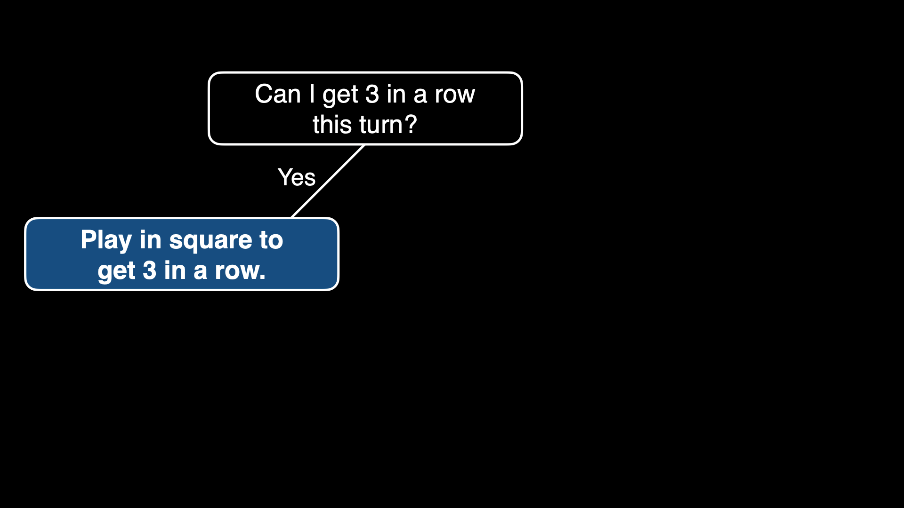 Can I get 3 in a row
this turn?
Yes
Play in square to
get 3 in a row.